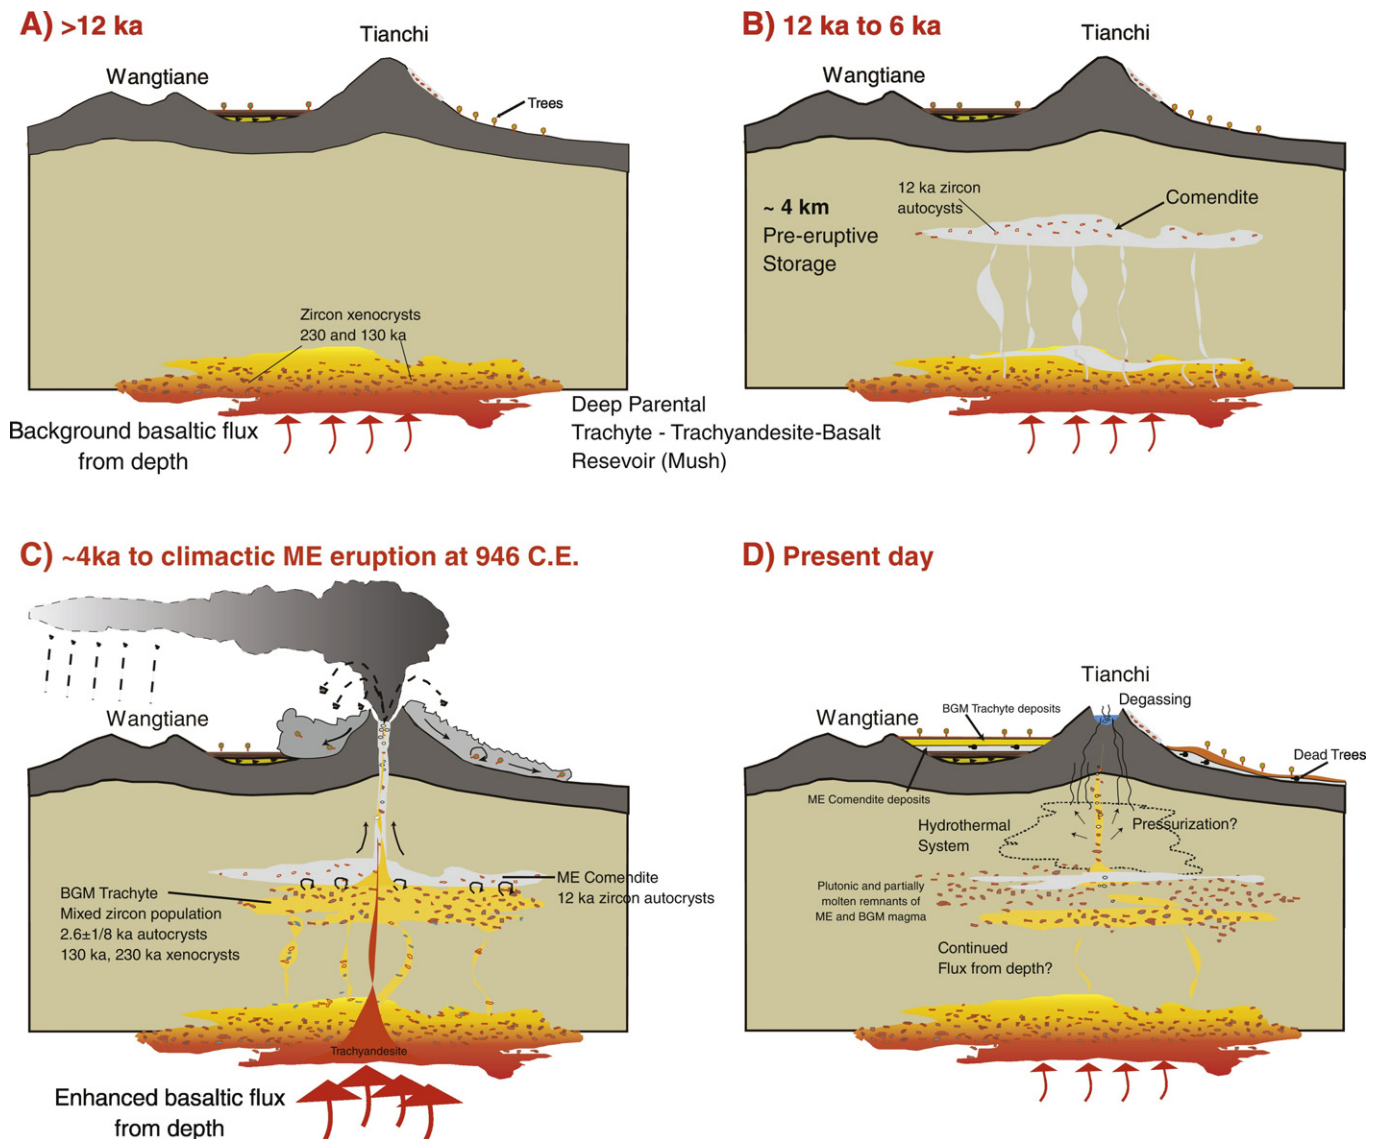 A) >12 ka
Tianchi
Wangtiane
Trees
Zircon xenocrysts
230 and 130 ka
Background basaltic flux
from depth
Deep Parental
Trachyte - Trachyandesite-Basalt
Resevoir (Mush)
B) 12 ka to 6 ka
Tianchi
Wangtiane
12 ka zircon
autocysts
Comendite
~ 4 km
Pre-eruptive
Storage
C) ~4ka to climactic ME eruption at 946 C.E.
Wangtiane
BGM Trachyte
Mixed zircon population
2.6±1/8 ka autocrysts
130 ka, 230 ka xenocrysts
ME Comendite
12 ka zircon autocrysts
Trachyandesite
Enhanced basaltic flux
from depth
D) Present day
Tianchi
Degassing
BGM Trachyte deposits
Wangtiane
Dead Trees
ME Comendite deposits
Hydrothermal
System
Pressurization?
Plutonic and partially
molten remnants of
ME and BGM magma
Continued
Flux from depth?